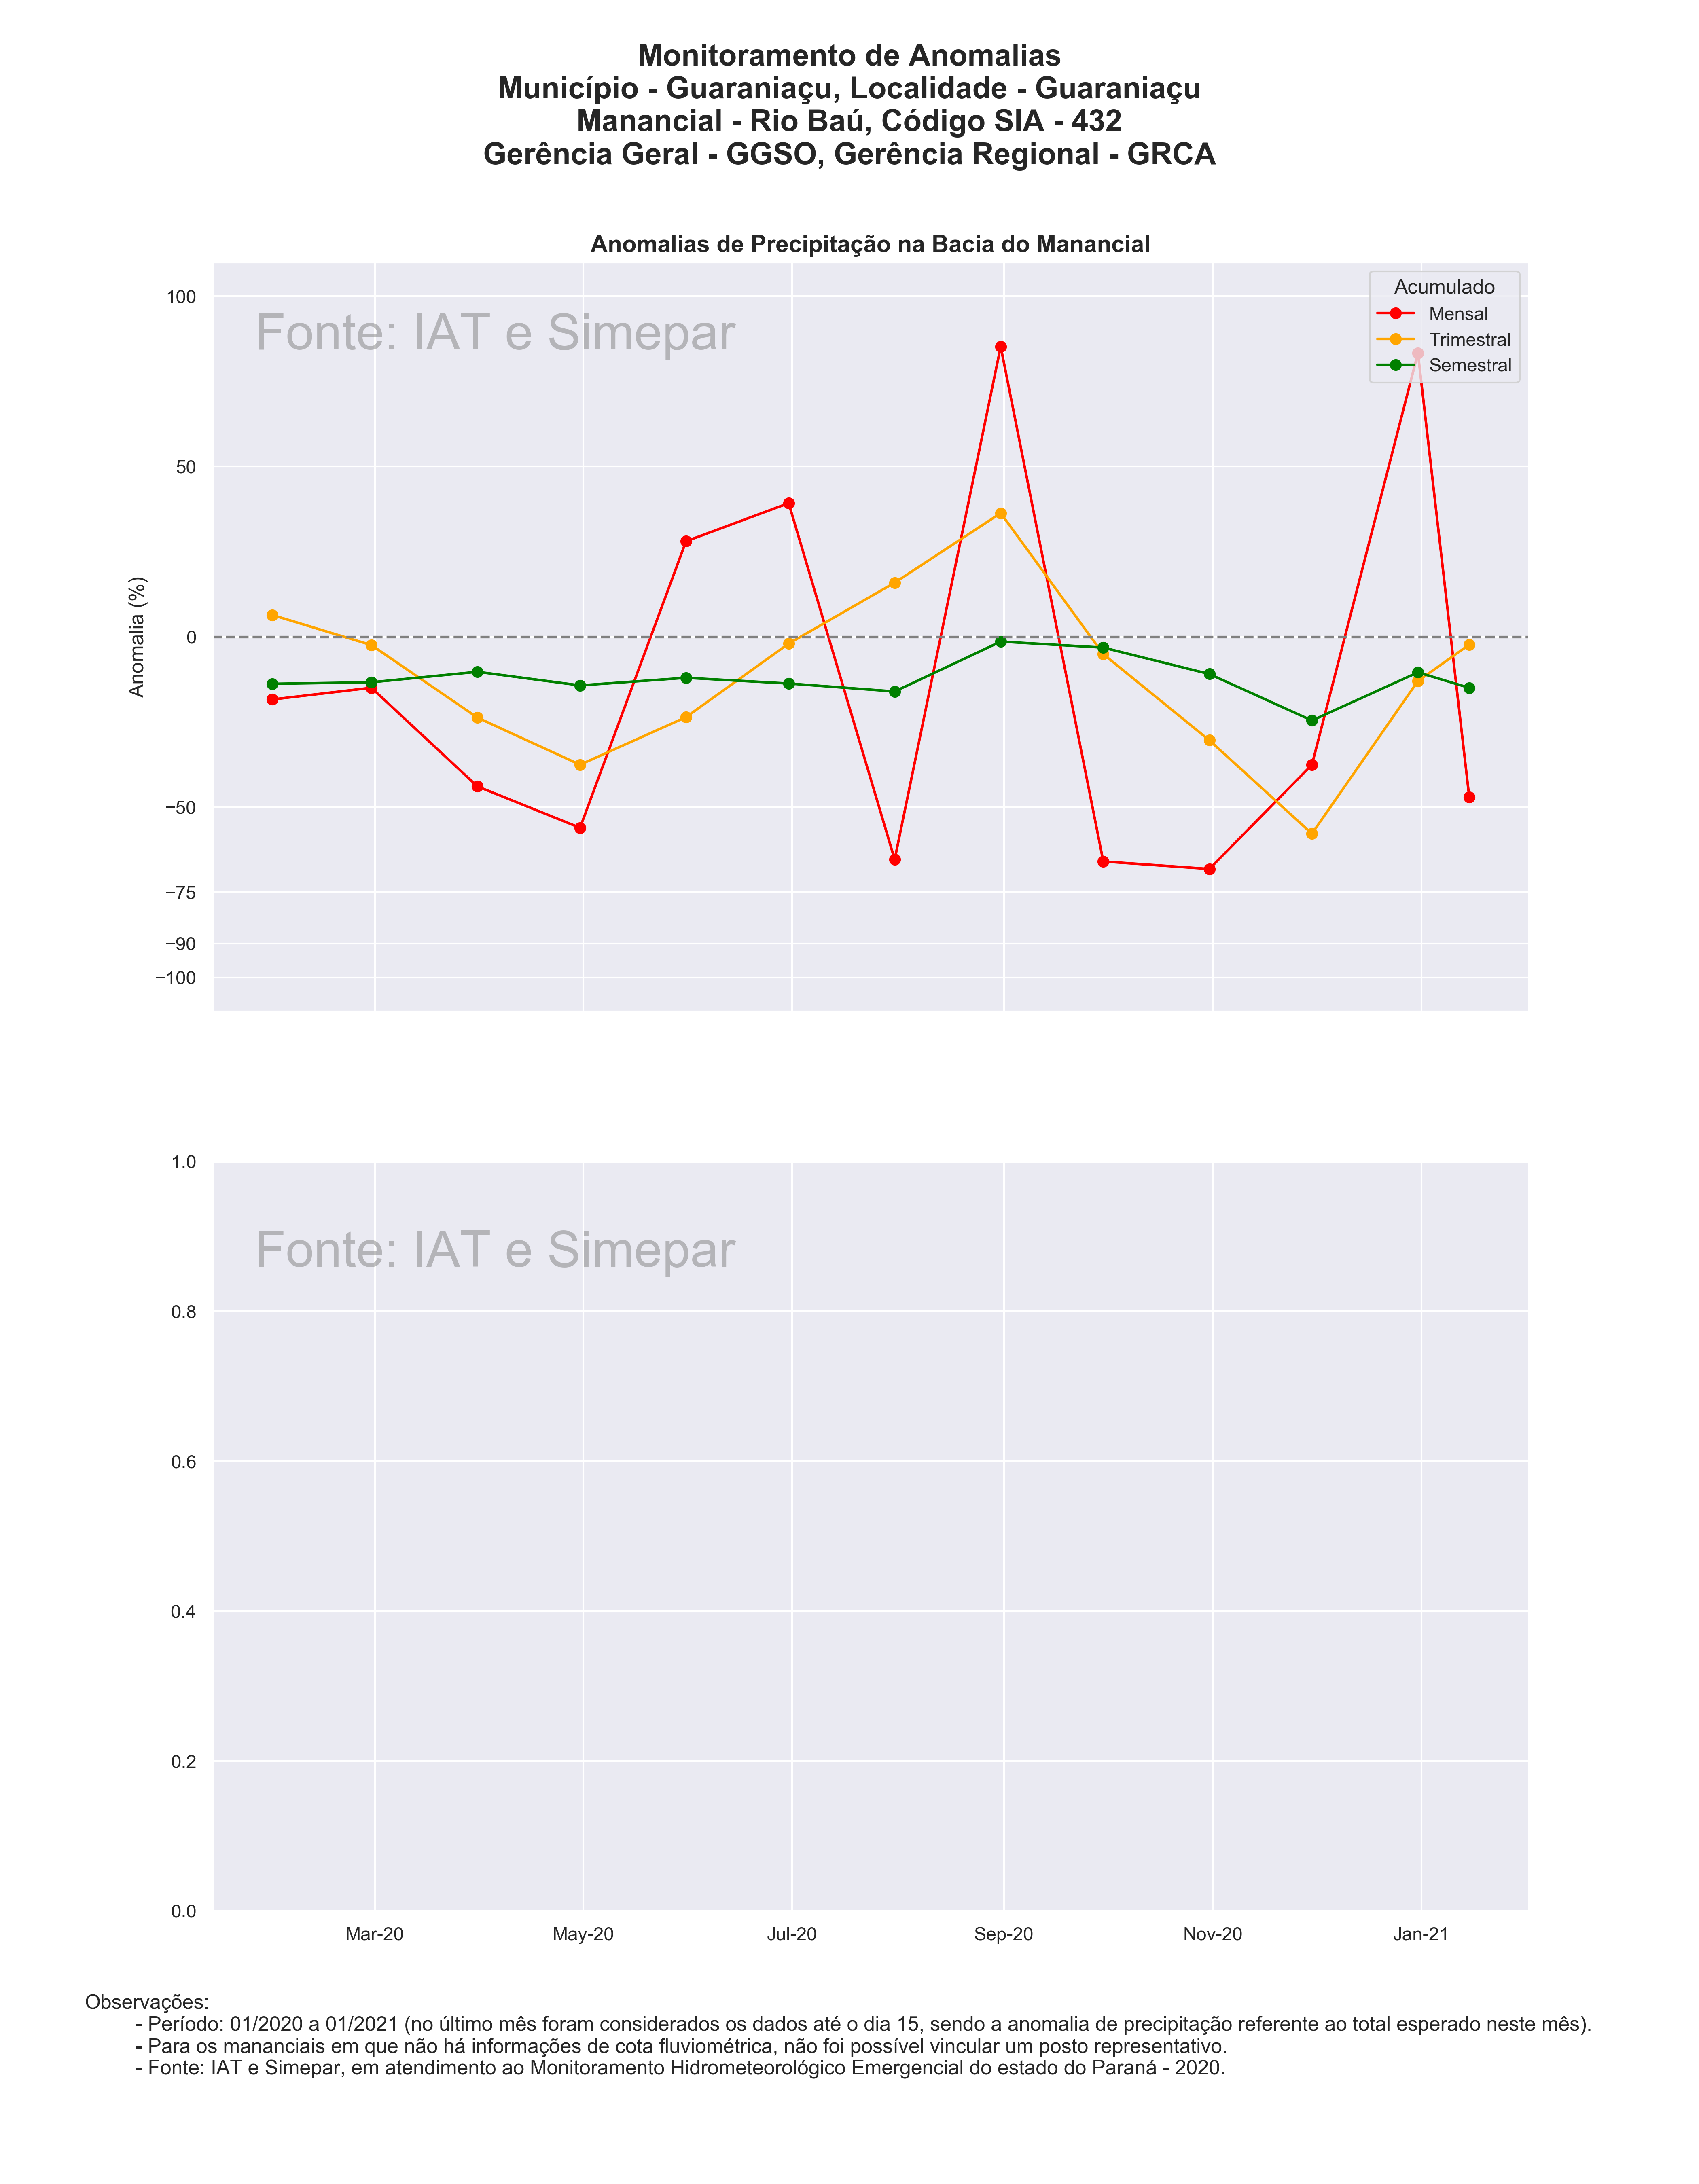 Monitoramento de Anomalias
Município - Guaraniaçu, Localidade - Guaraniaçu
Manancial - Rio Baú, Código SIA - 432
Gerência Geral - GGSO, Gerência Regional - GRCA
Anomalias de Precipitação na Bacia do Manancial
Fonte: IAT e Simepar
Acumulado
Mensal
Trimestral
Semestral
Anomalia (%)
100
50
0
−50
−75
−90
−100
Fonte: IAT e Simepar
1.0
0.8
0.6
0.4
0.2
0.0
Mar-20 May-20 Jul-20 Sep-20 Nov-20 Jan-21
Observações:
- Período: 01/2020 a 01/2021 (no último mês foram considerados os dados até o dia 15, sendo a anomalia de precipitação referente ao total esperado neste mês).
- Para os mananciais em que não há informações de cota fluviométrica, não foi possível vincular um posto representativo.
- Fonte: IAT e Simepar, em atendimento ao Monitoramento Hidrometeorológico Emergencial do estado do Paraná - 2020.